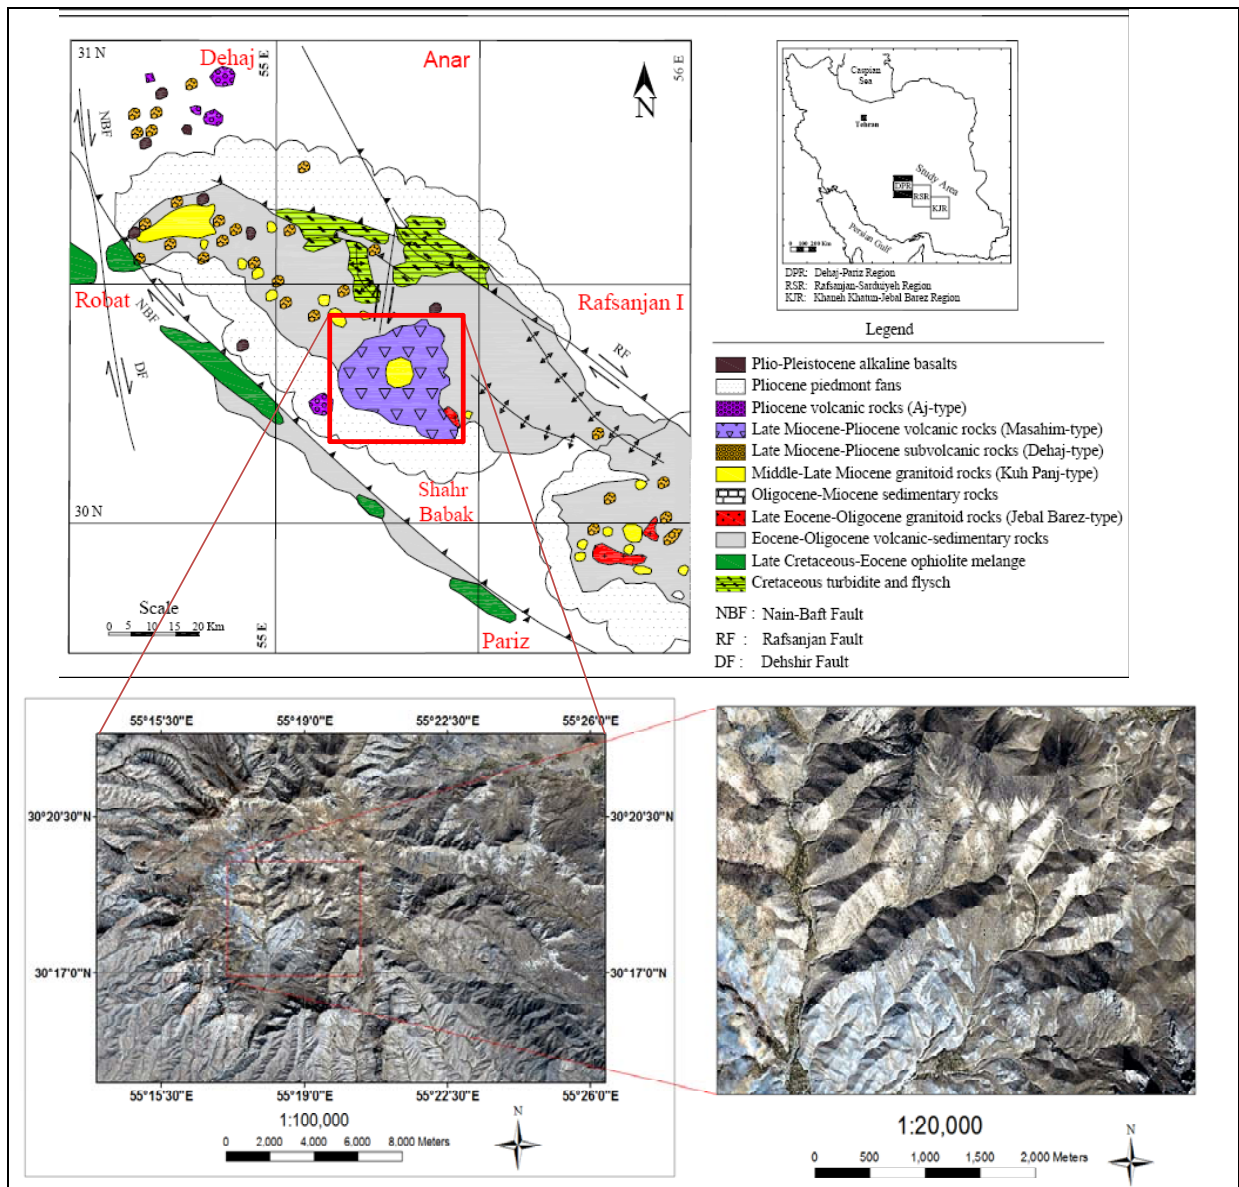 31 N
Dehaj
55 E
Anar
56 E
N
NBF
Robat
NBF
DF
Rafsanjan I
RF
Shahr
Babak
30 N
Scale
0 5 10 15 20 Km
55 E
Pariz
Caspian
Sea
Tehran
Study Area
DPR
RSR
KJR
Persian Gulf
0 100 200 Km
DPR: Dehaj-Pariz Region
RSR: Rafsanjan-Sarduiyeh Region
KJR: Khaneh Khatun-Jebal Barez Region
Legend
Plio-Pleistocene alkaline basalts
Pliocene piedmont fans
Pliocene volcanic rocks (Aj-type)
Late Miocene-Pliocene volcanic rocks (Masahim-type)
Late Miocene-Pliocene subvolcanic rocks (Dehaj-type)
Middle-Late Miocene granitoid rocks (Kuh Panj-type)
Oligocene-Miocene sedimentary rocks
Late Eocene-Oligocene granitoid rocks (Jebal Barez-type)
Eocene-Oligocene volcanic-sedimentary rocks
Late Cretaceous-Eocene ophiolite melange
Cretaceous turbidite and flysch
NBF : Nain-Baft Fault
RF : Rafsanjan Fault
DF : Dehshir Fault
55°15'30"E 55°19'0"E 55°22'30"E 55°26'0"E
30°20'30"N 30°20'30"N
30°17'0"N 30°17'0"N
55°15'30"E 55°19'0"E 55°22'30"E 55°26'0"E
1:100,000
0 2.000 4.000 6.000 8.000 Meters
N
1:20,000
0 500 1,000 1,500 2,000 Meters
N